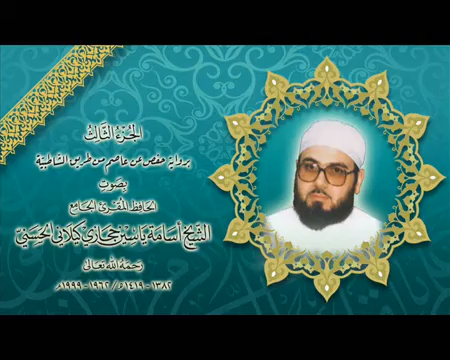 الجزء الثالث
برواية حفص عن عاصم من طريق الشاطبية
بصوت
الحافظ المقرئ الجامع
الشيخ أسامة ياسين حجازي كيلاني الحسني
رحمه الله تعالى
١٣٨٢ - ١٤١٩هـ / ١٩٦٢ - ١٩٩٩م